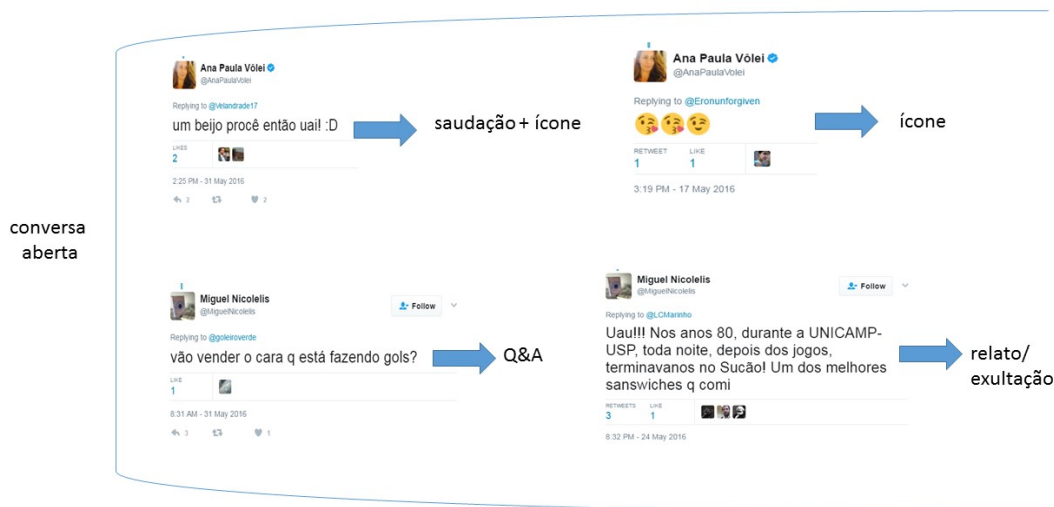 Ana Paula Vôlei
@AnaPaulaVolei
Replying to @Velandrade17
um beijo procê então uai! :D
LIKES
2
2:25 PM - 31 May 2016
2
2
saudação + ícone
Ana Paula Vôlei
@AnaPaulaVolei
Replying to @Eronunforgiven
😘😘😉
RETWEET LIKE
1 1
3:19 PM - 17 May 2016
ícone
conversa
aberta
Miguel Nicolelis
@MiguelNicolelis
Follow
Replying to @goleiroverde
vão vender o cara q está fazendo gols?
LIKE
1
8:31 AM - 31 May 2016
3
1
Q&A
Miguel Nicolelis
@MiguelNicolelis
Follow
Replying to @LCMarinho
Uau!!! Nos anos 80, durante a UNICAMP-
USP, toda noite, depois dos jogos,
terminavanos no Sucão! Um dos melhores
sanswiches q comi
RETWEETS LIKE
3 1
8:32 PM - 24 May 2016
relato/
exultação